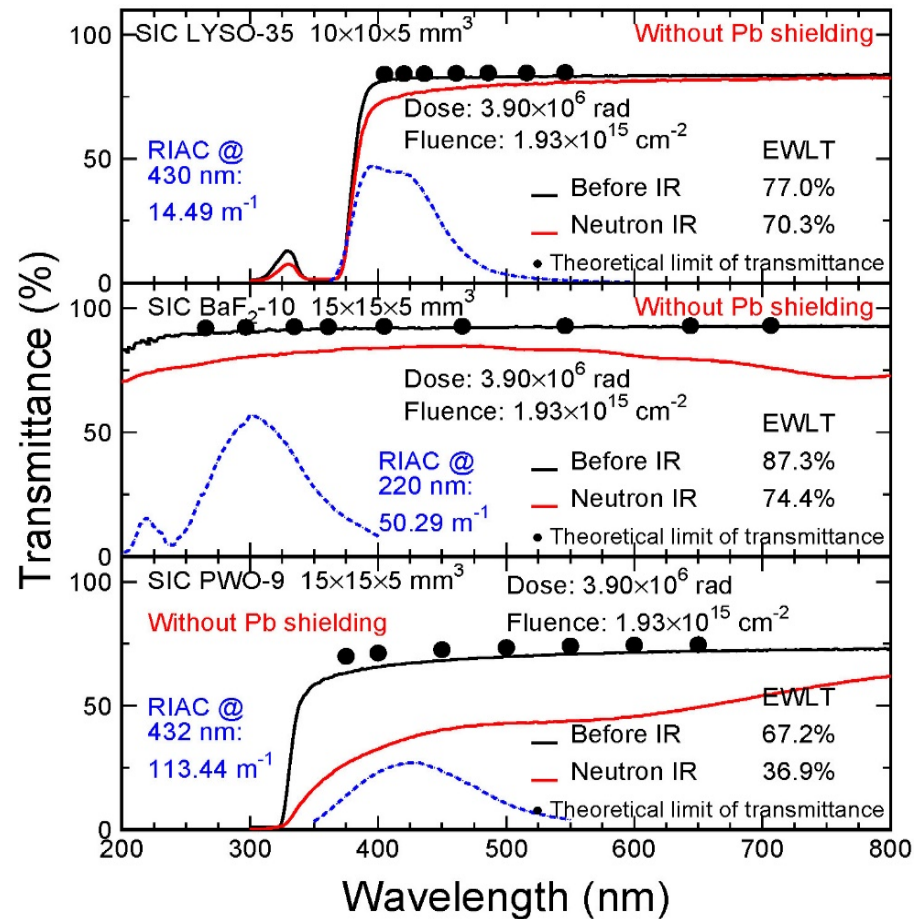 Transmittance (%)
100
50
0
SIC LYSO-35 10×10×5 mm³
Without Pb shielding
RIAC @
430 nm:
14.49 m⁻¹
Dose: 3.90×10⁶ rad
Fluence: 1.93×10¹⁵ cm⁻²
EWLT
Before IR 77.0%
Neutron IR 70.3%
Theoretical limit of transmittance
100
50
0
SIC BaF₂-10 15×15×5 mm³
Without Pb shielding
Dose: 3.90×10⁶ rad
Fluence: 1.93×10¹⁵ cm⁻²
RIAC @
220 nm:
50.29 m⁻¹
EWLT
Before IR 87.3%
Neutron IR 74.4%
Theoretical limit of transmittance
100
50
0
SIC PWO-9 15×15×5 mm³
Without Pb shielding
Dose: 3.90×10⁶ rad
Fluence: 1.93×10¹⁵ cm⁻²
RIAC @
432 nm:
113.44 m⁻¹
EWLT
Before IR 67.2%
Neutron IR 36.9%
Theoretical limit of transmittance
200 300 400 500 600 700 800
Wavelength (nm)